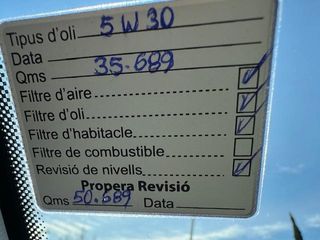 Tipus d'oli 5W30
Data
Qms 35.689
Filtre d'aire
Filtre d'oli
Filtre d'habitacle
Filtre de combustible
Revisió de nivells
Propera Revisió
Qms 50.689 Data